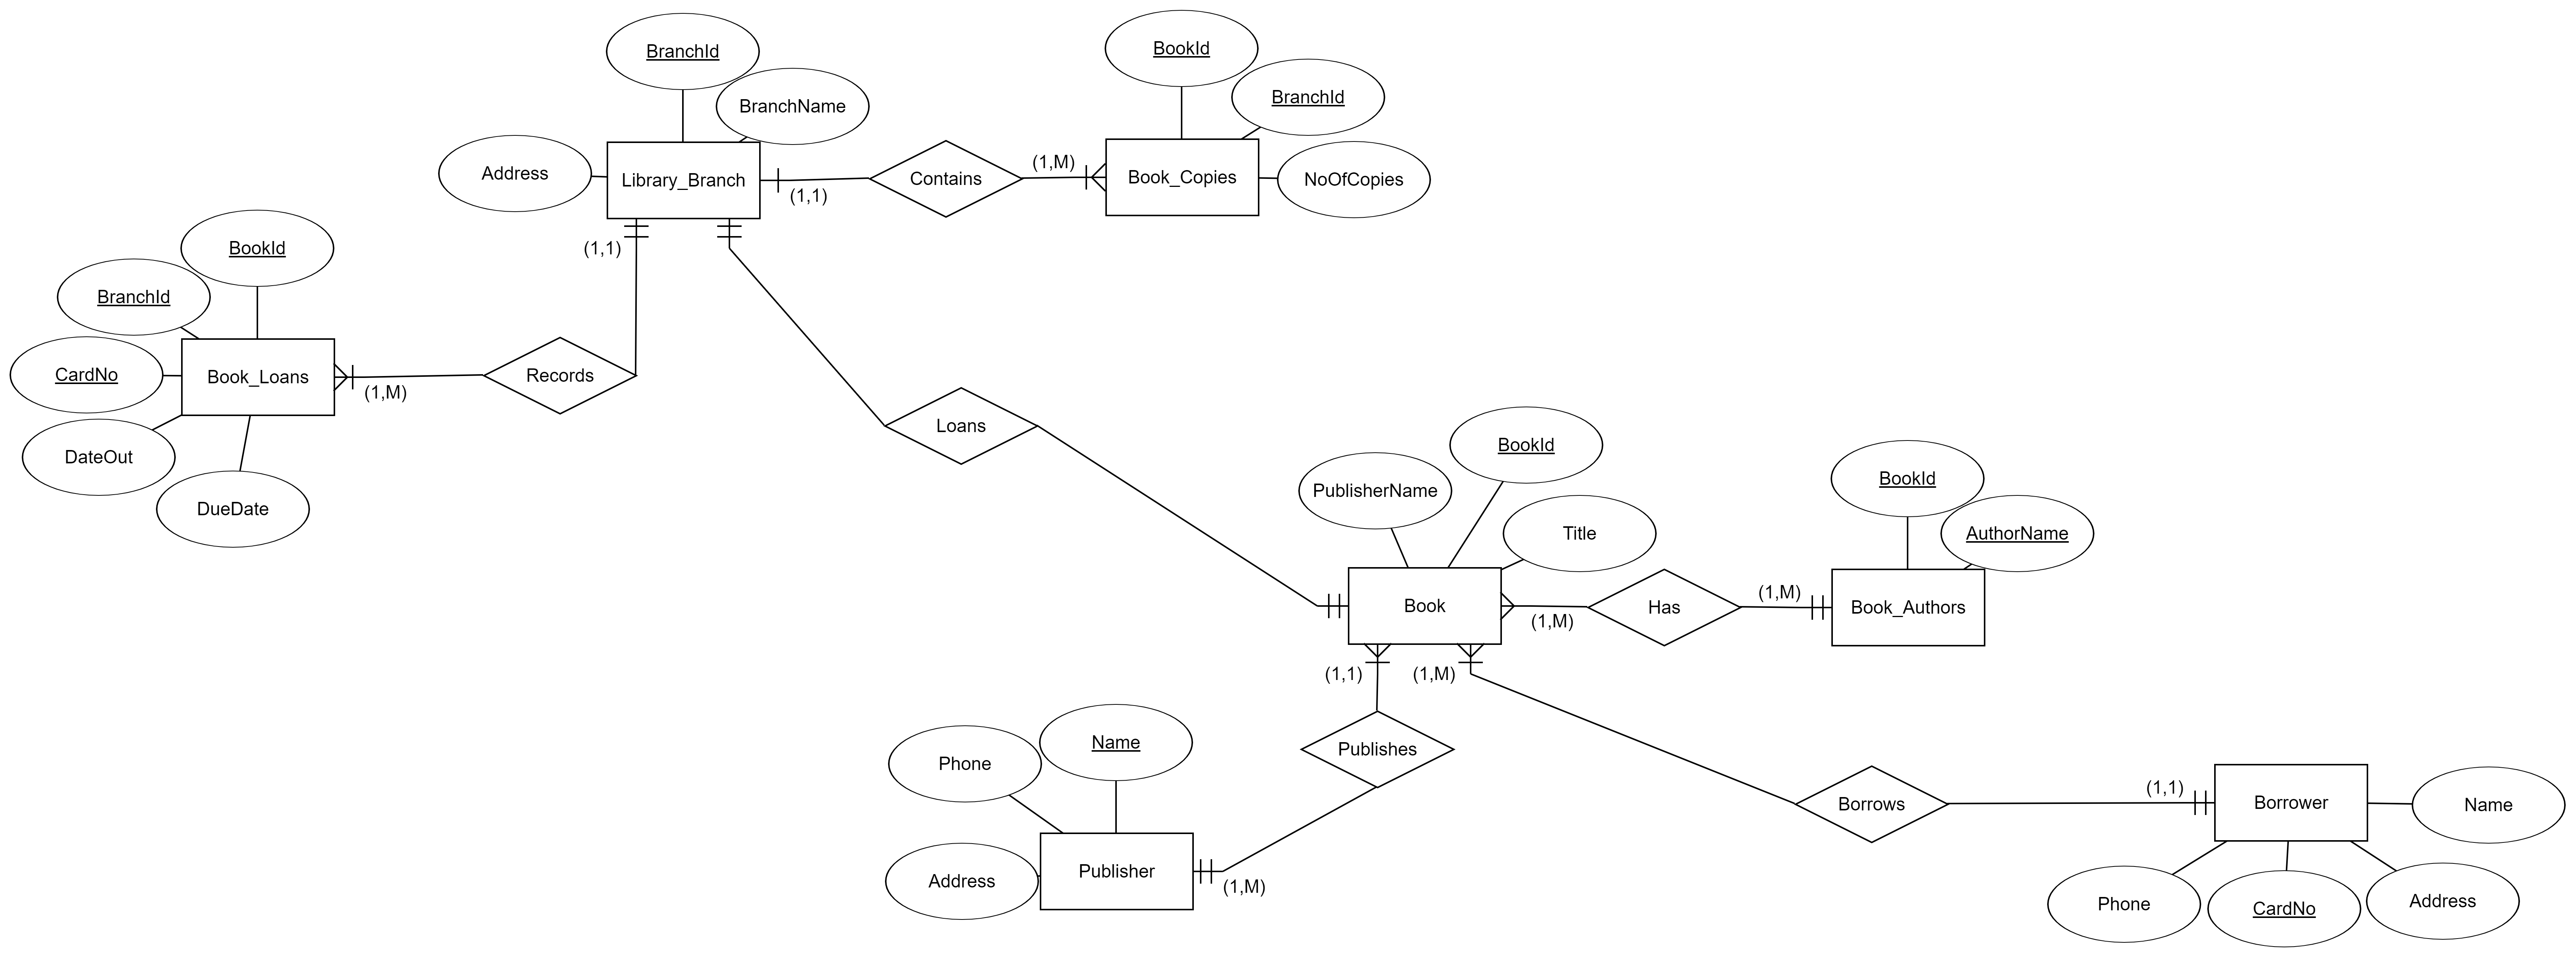 BranchId
BookId
BranchName
BranchId
Address
Library_Branch
(1,1)
Contains
(1,M)
Book_Copies
NoOfCopies
BookId
(1,1)
BranchId
CardNo
Book_Loans
(1,M)
Records
DateOut
DueDate
Loans
BookId
PublisherName
Title
BookId
AuthorName
Book
(1,M)
Has
(1,M)
Book_Authors
(1,1)
(1,M)
Phone
Name
Publishes
Address
Publisher
(1,M)
Borrows
(1,1)
Borrower
Name
Phone
CardNo
Address